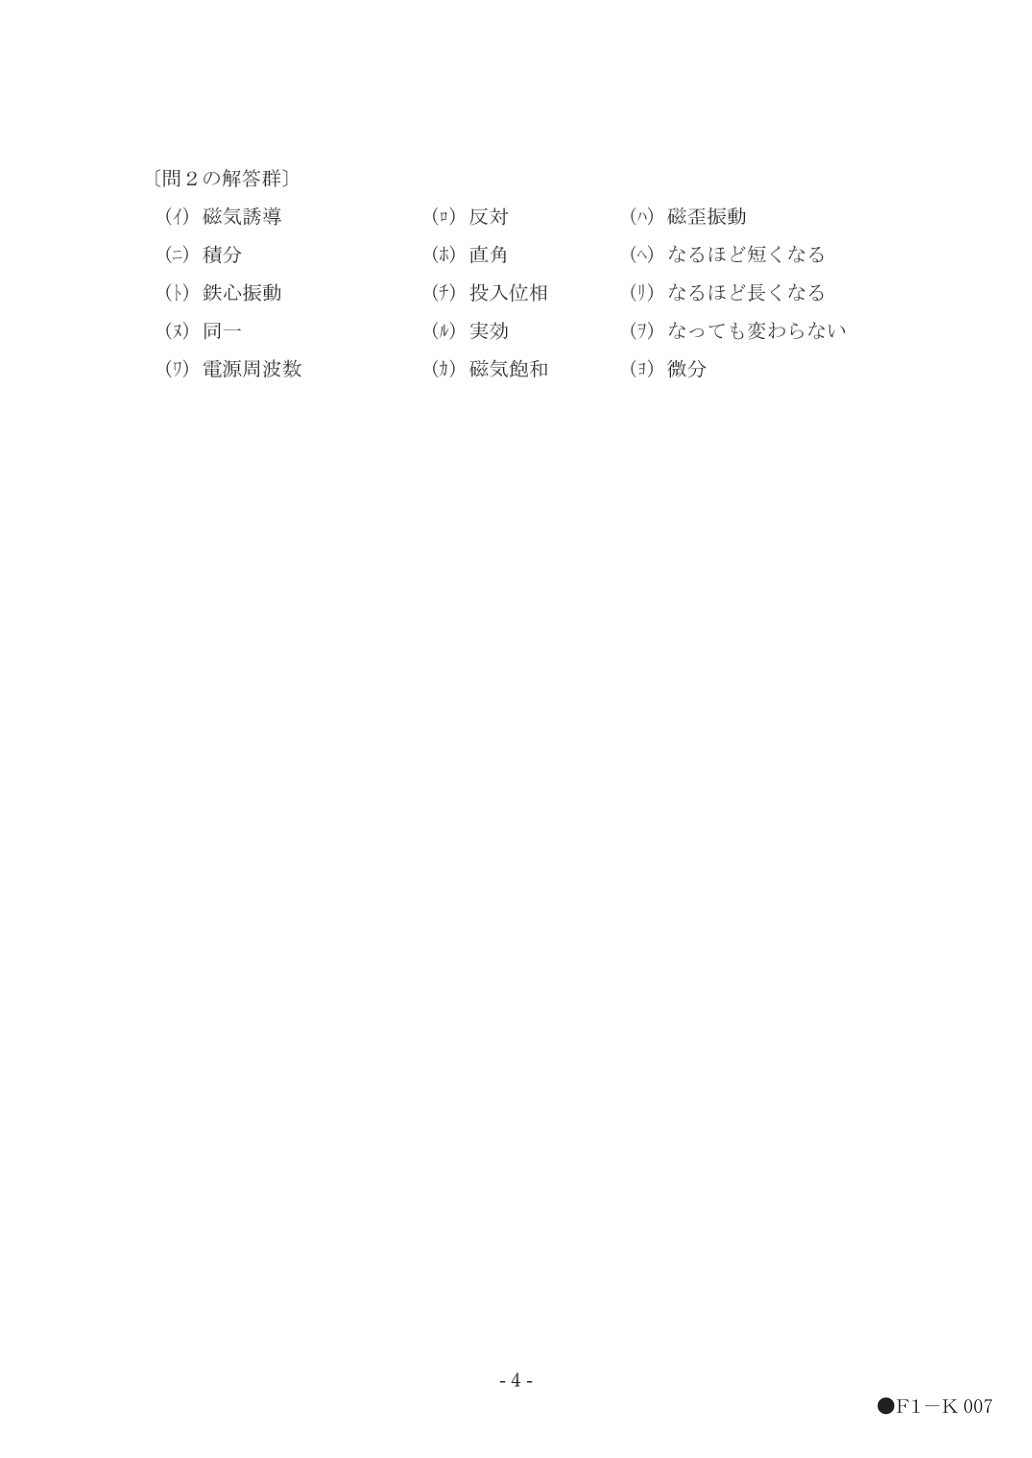 〔問２の解答群〕
(ｲ) 磁気誘導 (ﾛ) 反対 (ﾊ) 磁歪振動
(ﾆ) 積分 (ﾎ) 直角 (ﾍ) なるほど短くなる
(ﾄ) 鉄心振動 (ﾁ) 投入位相 (ﾘ) なるほど長くなる
(ﾇ) 同一 (ﾙ) 実効 (ｦ) なっても変わらない
(ﾜ) 電源周波数 (ｶ) 磁気飽和 (ﾖ) 微分
- 4 -
●F1－K 007